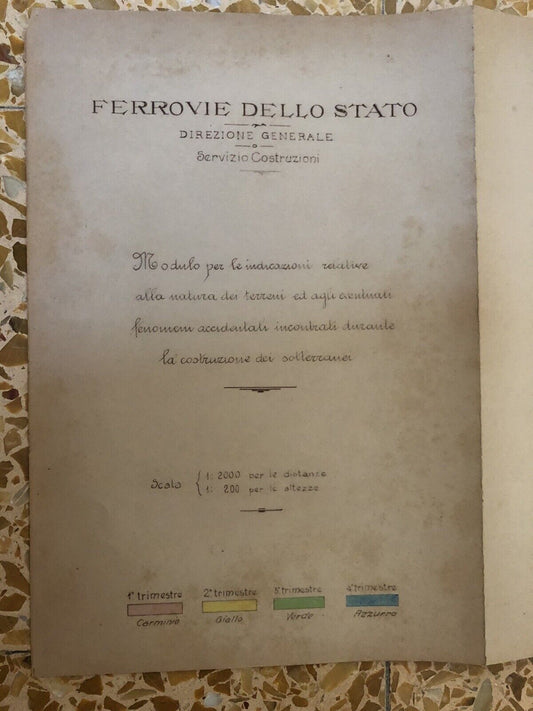 FERROVIE DELLO STATO
DIREZIONE GENERALE
Servizio Costruzioni
Modulo per le indicazioni relative
alla natura dei terreni ed agli eventuali
fenomeni accidentali incontrati durante
la costruzione dei sotterranei
Scala { 1: 2000 per le distanze
1: 200 per le altezze
1° trimestre 2° trimestre 3° trimestre 4° trimestre
Carminio Giallo Verde Azzurro